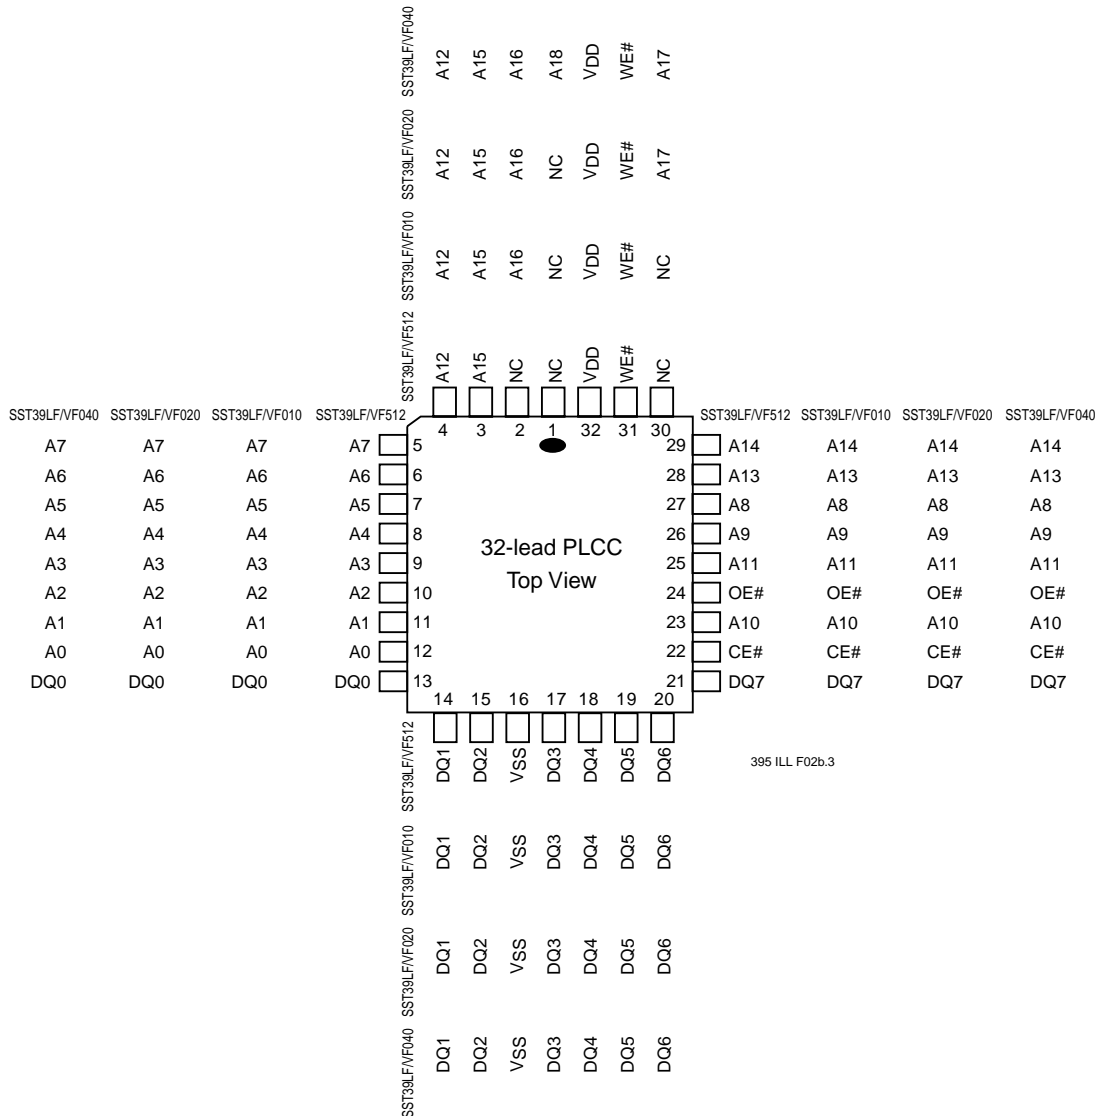 SST39LF/VF040 A12 A15 A16 A18 VDD WE# A17
SST39LF/VF020 A12 A15 A16 NC VDD WE# A17
SST39LF/VF010 A12 A15 A16 NC VDD WE# NC
SST39LF/VF512 A12 A15 NC NC VDD WE# NC
SST39LF/VF040 SST39LF/VF020 SST39LF/VF010 SST39LF/VF512 SST39LF/VF512 SST39LF/VF010 SST39LF/VF020 SST39LF/VF040
4 3 2 1 32 31 30
A7 A7 A7 A7 5 29 A14 A14 A14 A14
A6 A6 A6 A6 6 28 A13 A13 A13 A13
A5 A5 A5 A5 7 27 A8 A8 A8 A8
A4 A4 A4 A4 8 26 A9 A9 A9 A9
32-lead PLCC
A3 A3 A3 A3 9 25 A11 A11 A11 A11
Top View
A2 A2 A2 A2 10 24 OE# OE# OE# OE#
A1 A1 A1 A1 11 23 A10 A10 A10 A10
A0 A0 A0 A0 12 22 CE# CE# CE# CE#
DQ0 DQ0 DQ0 DQ0 13 21 DQ7 DQ7 DQ7 DQ7
14 15 16 17 18 19 20
SST39LF/VF512 DQ1 DQ2 VSS DQ3 DQ4 DQ5 DQ6
395 ILL F02b.3
SST39LF/VF010 DQ1 DQ2 VSS DQ3 DQ4 DQ5 DQ6
SST39LF/VF020 DQ1 DQ2 VSS DQ3 DQ4 DQ5 DQ6
SST39LF/VF040 DQ1 DQ2 VSS DQ3 DQ4 DQ5 DQ6